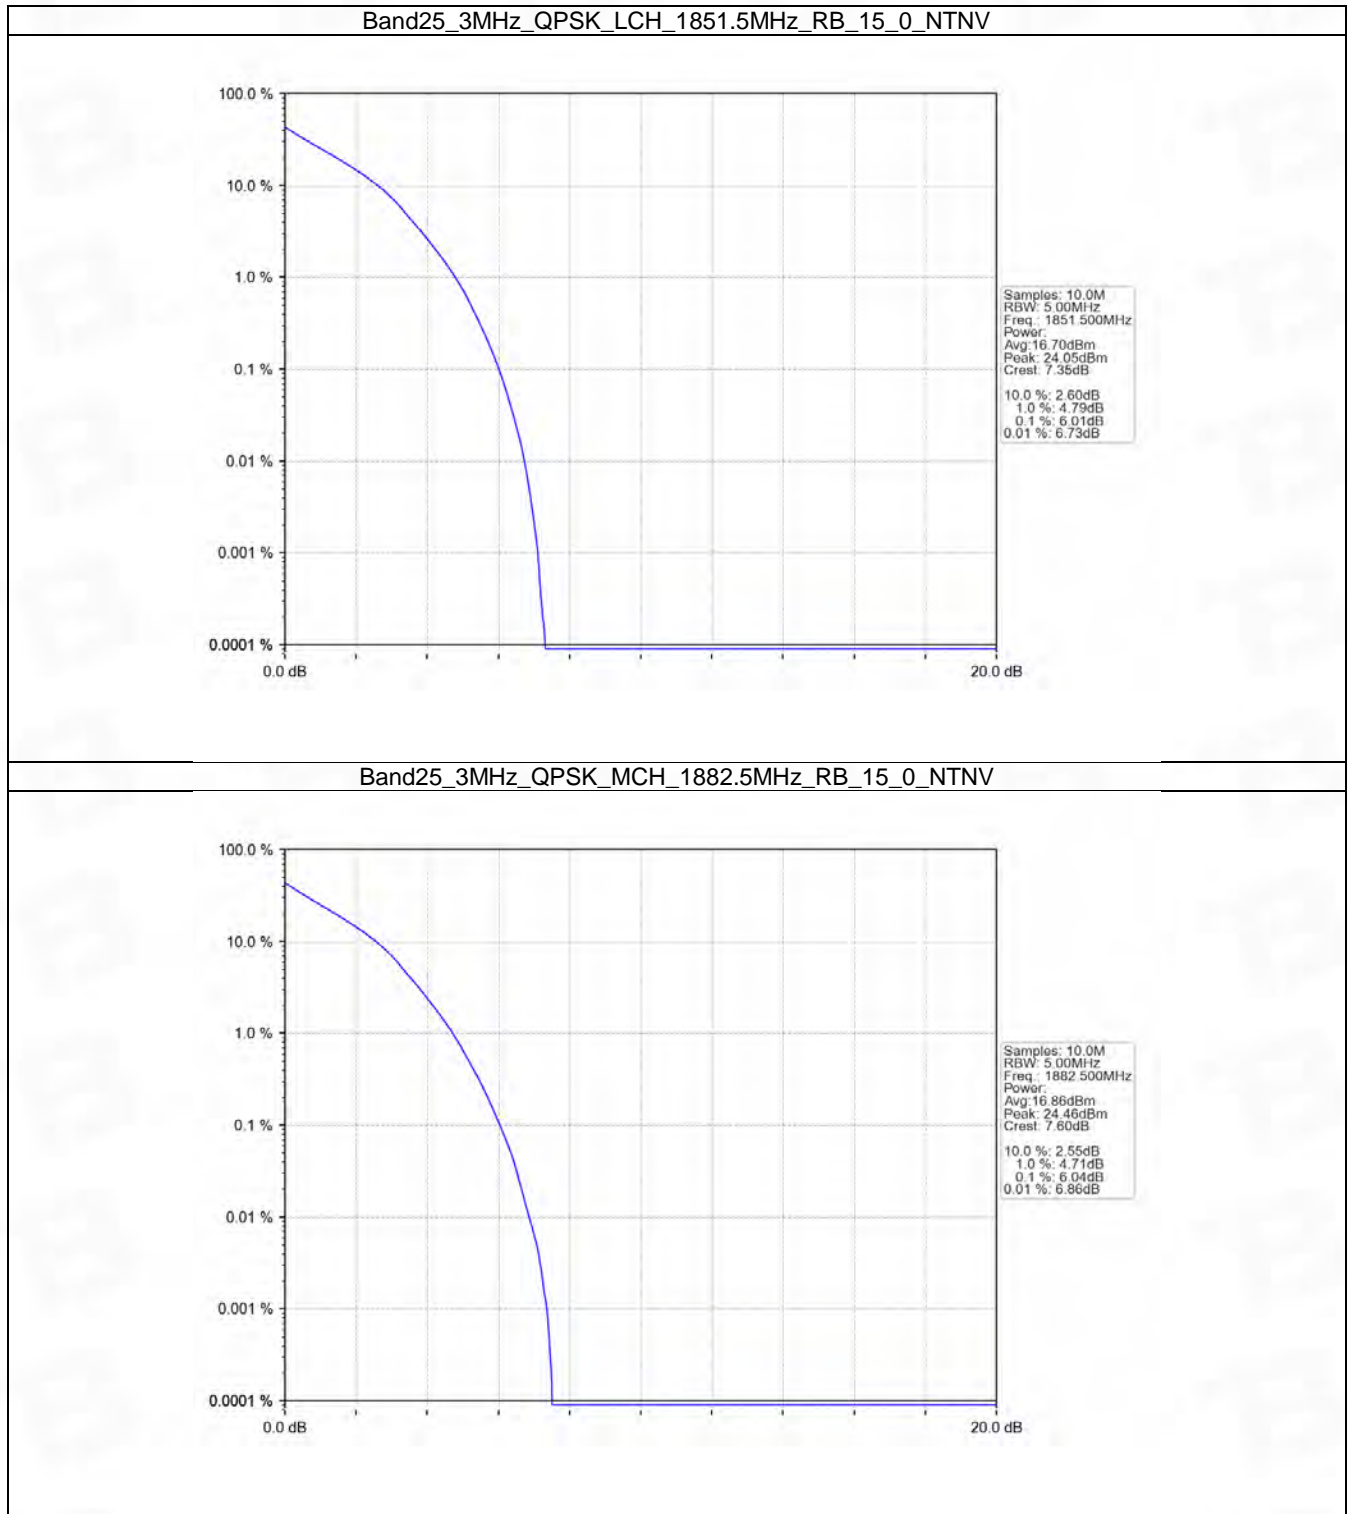 Band25_3MHz_QPSK_LCH_1851.5MHz_RB_15_0_NTNV
100.0 %
10.0 %
1.0 %
0.1 %
0.01 %
0.001 %
0.0001 %
0.0 dB
20.0 dB
Samples: 10.0M
RBW: 5.00MHz
Freq.: 1851.500MHz
Power:
Avg:16.70dBm
Peak: 24.05dBm
Crest: 7.35dB
10.0 %: 2.60dB
1.0 %: 4.79dB
0.1 %: 6.01dB
0.01 %: 6.73dB
Band25_3MHz_QPSK_MCH_1882.5MHz_RB_15_0_NTNV
100.0 %
10.0 %
1.0 %
0.1 %
0.01 %
0.001 %
0.0001 %
0.0 dB
20.0 dB
Samples: 10.0M
RBW: 5.00MHz
Freq.: 1882.500MHz
Power:
Avg:16.86dBm
Peak: 24.46dBm
Crest: 7.60dB
10.0 %: 2.55dB
1.0 %: 4.71dB
0.1 %: 6.04dB
0.01 %: 6.86dB